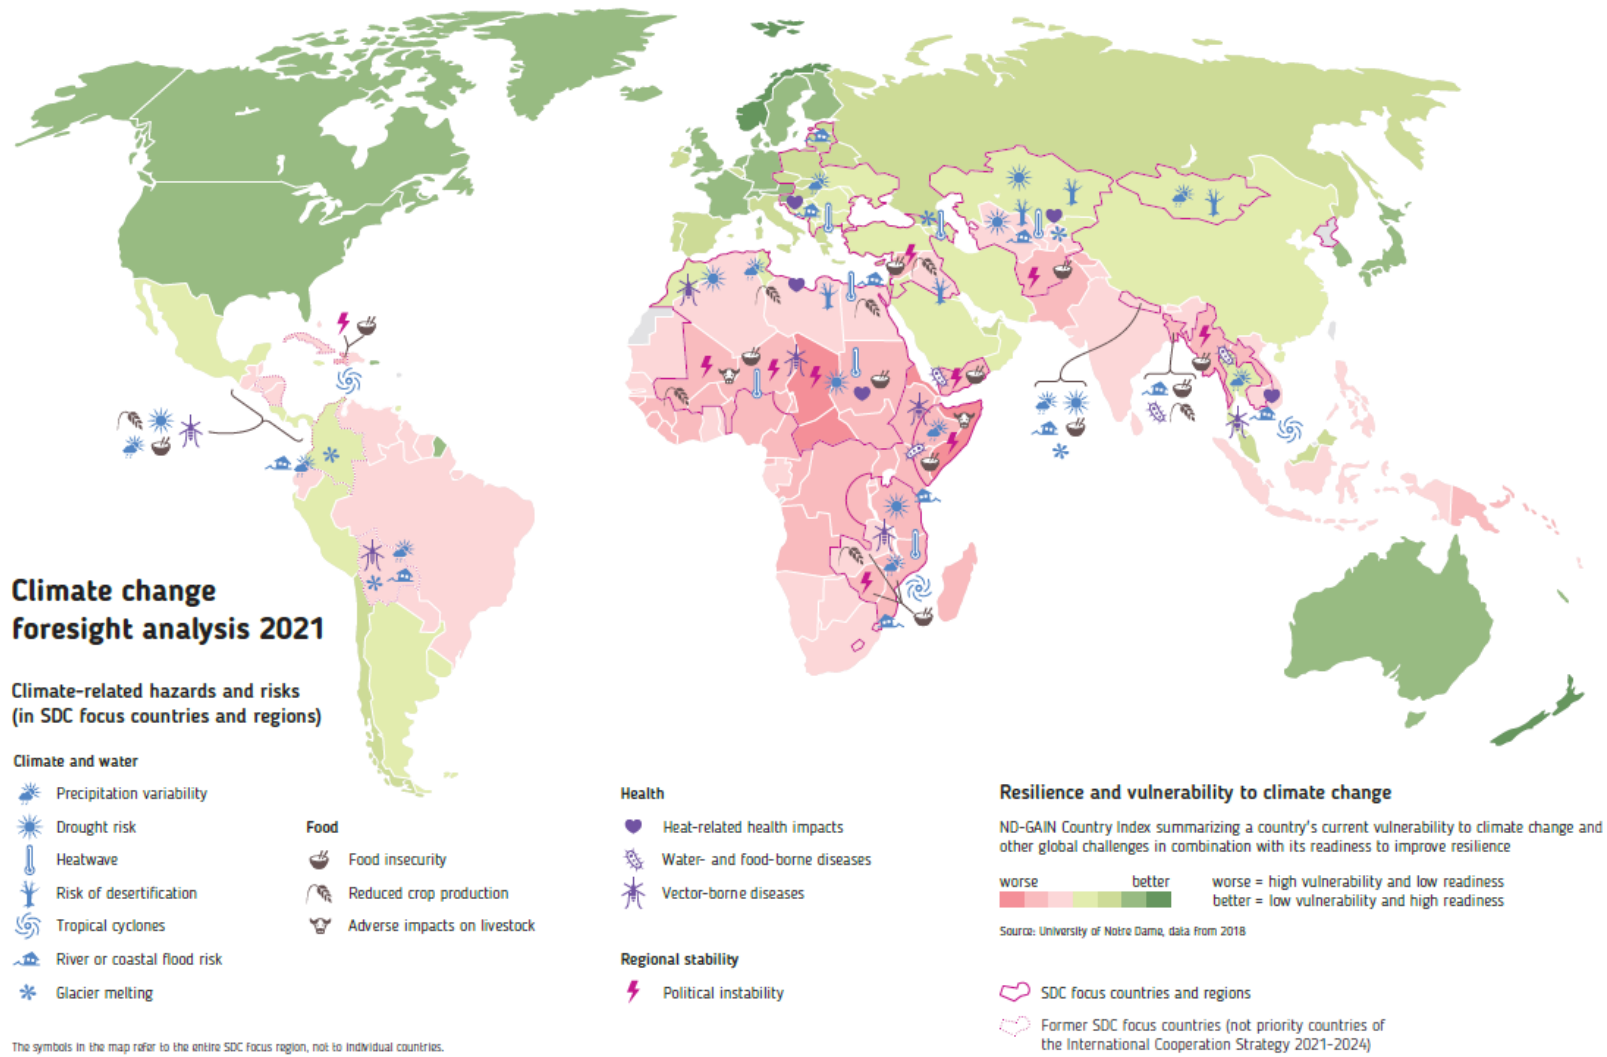 Climate change
foresight analysis 2021
Climate-related hazards and risks
(in SDC focus countries and regions)
Climate and water
Precipitation variability
Drought risk
Heatwave
Risk of desertification
Tropical cyclones
River or coastal flood risk
Glacier melting
Food
Food insecurity
Reduced crop production
Adverse impacts on livestock
Health
Heat-related health impacts
Water- and food-borne diseases
Vector-borne diseases
Regional stability
Political instability
Resilience and vulnerability to climate change
ND-GAIN Country Index summarizing a country's current vulnerability to climate change and
other global challenges in combination with its readiness to improve resilience
worse better
worse = high vulnerability and low readiness
better = low vulnerability and high readiness
Source: University of Notre Dame, data from 2018
SDC focus countries and regions
Former SDC focus countries (not priority countries of
the International Cooperation Strategy 2021-2024)
The symbols in the map refer to the entire SDC focus region, not to individual countries.